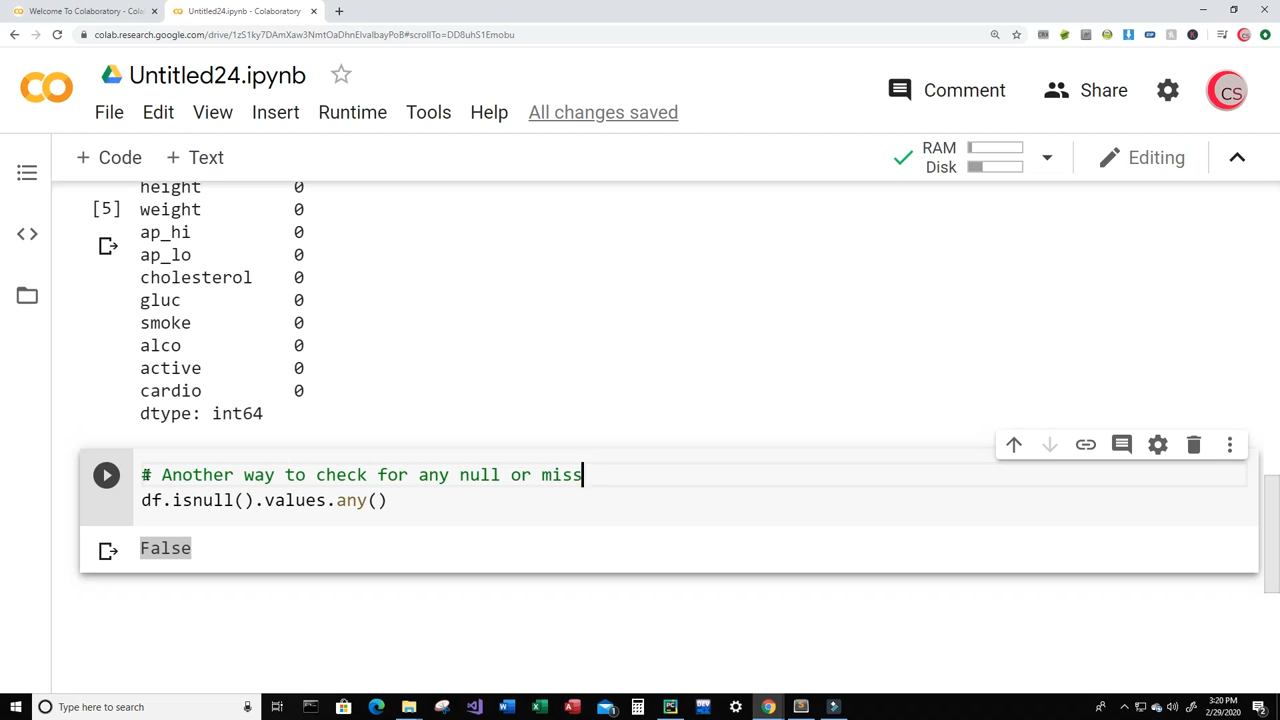 Welcome To Colaboratory - Colal
Untitled24.ipynb - Colaboratory
colab.research.google.com/drive/1zS1ky7DAmXaw3NmtOaDhnElvalbayPoB#scrollTo=DD8uhS1Emobu
Untitled24.ipynb
Comment
Share
CS
File Edit View Insert Runtime Tools Help All changes saved
+ Code + Text
RAM
Disk
Editing
height 0
[5] weight 0
ap_hi 0
ap_lo 0
cholesterol 0
gluc 0
smoke 0
alco 0
active 0
cardio 0
dtype: int64
# Another way to check for any null or miss
df.isnull().values.any()
False
Type here to search
3:20 PM
2/29/2020